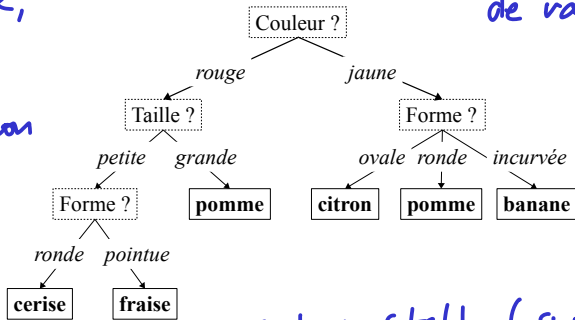 de
Couleur ?
rouge jaune
Taille ? Forme ?
petite grande ovale ronde incurvée
Forme ? pomme citron pomme banane
ronde pointue
cerise fraise